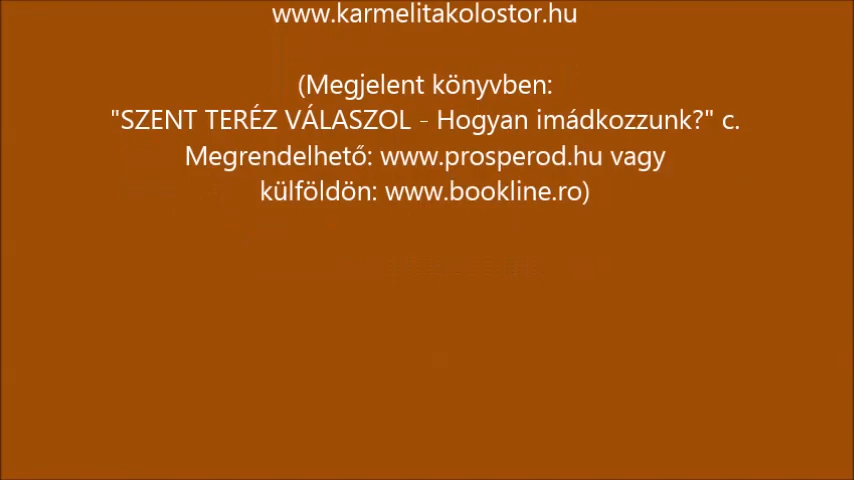 www.karmelitakolostor.hu
(Megjelent könyvben:
"SZENT TERÉZ VÁLASZOL - Hogyan imádkozzunk?" c.
Megrendelhető: www.prosperod.hu vagy
külföldön: www.bookline.ro)